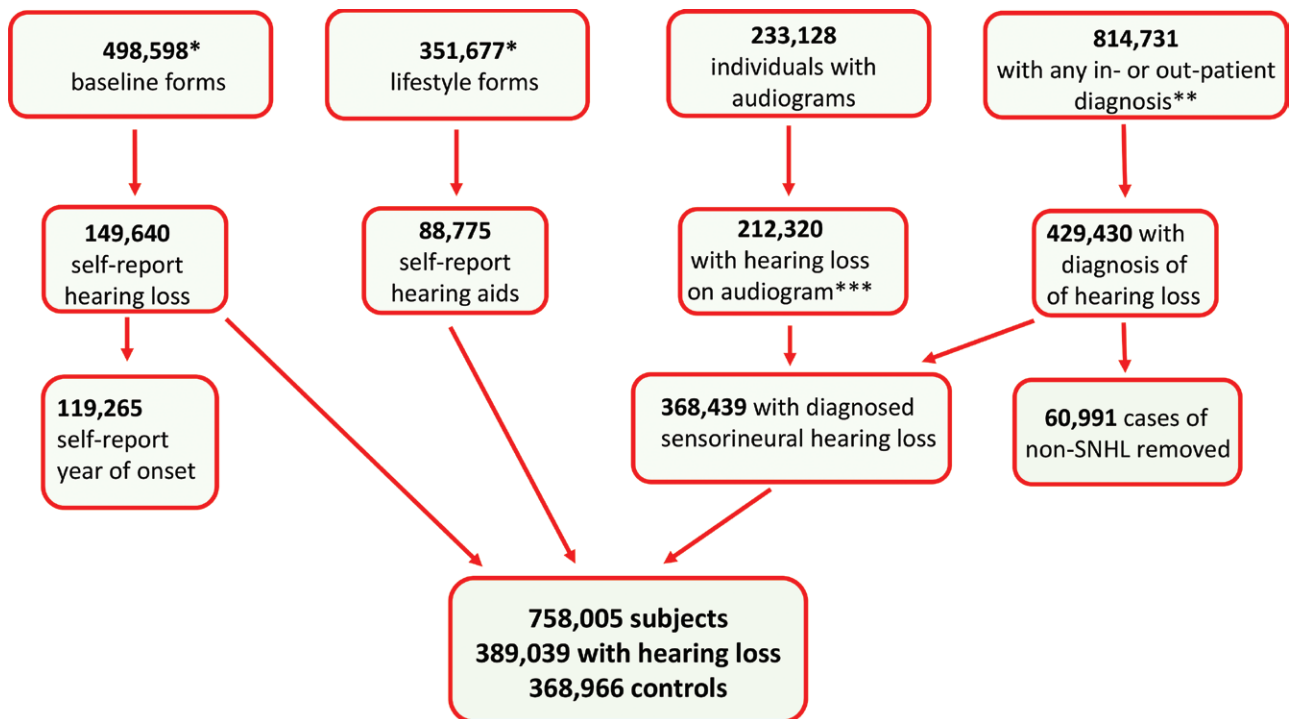 498,598*
baseline forms
351,677*
lifestyle forms
233,128
individuals with
audiograms
814,731
with any in- or out-patient
diagnosis**
149,640
self-report
hearing loss
88,775
self-report
hearing aids
212,320
with hearing loss
on audiogram***
429,430 with
diagnosis of
of hearing loss
119,265
self-report
year of onset
368,439 with diagnosed
sensorineural hearing loss
60,991 cases of
non-SNHL removed
758,005 subjects
389,039 with hearing loss
368,966 controls